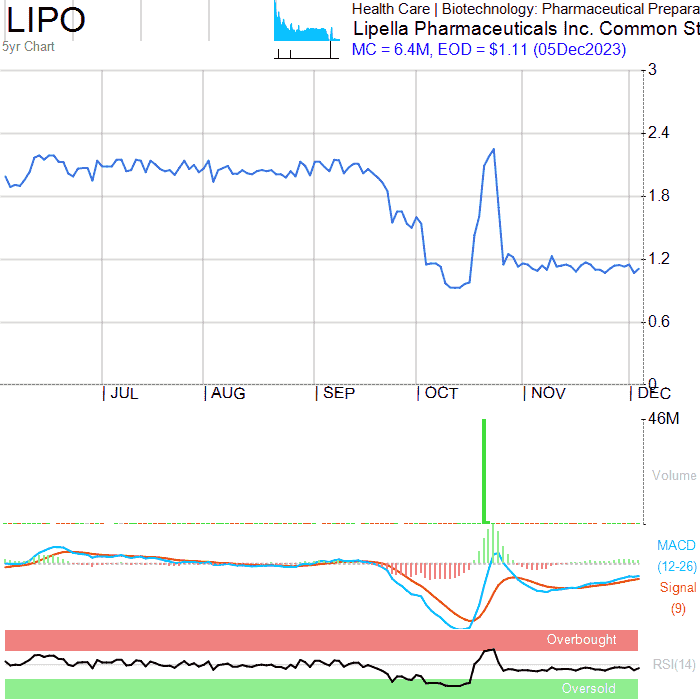 LIPO
5yr Chart
Health Care | Biotechnology: Pharmaceutical Prepara
Lipella Pharmaceuticals Inc. Common St
MC = 6.4M, EOD = $1.11 (05Dec2023)
3
2.4
1.8
1.2
0.6
0
JUL
AUG
SEP
OCT
NOV
DEC
46M
Volume
MACD
(12-26)
Signal
(9)
Overbought
RSI(14)
Oversold